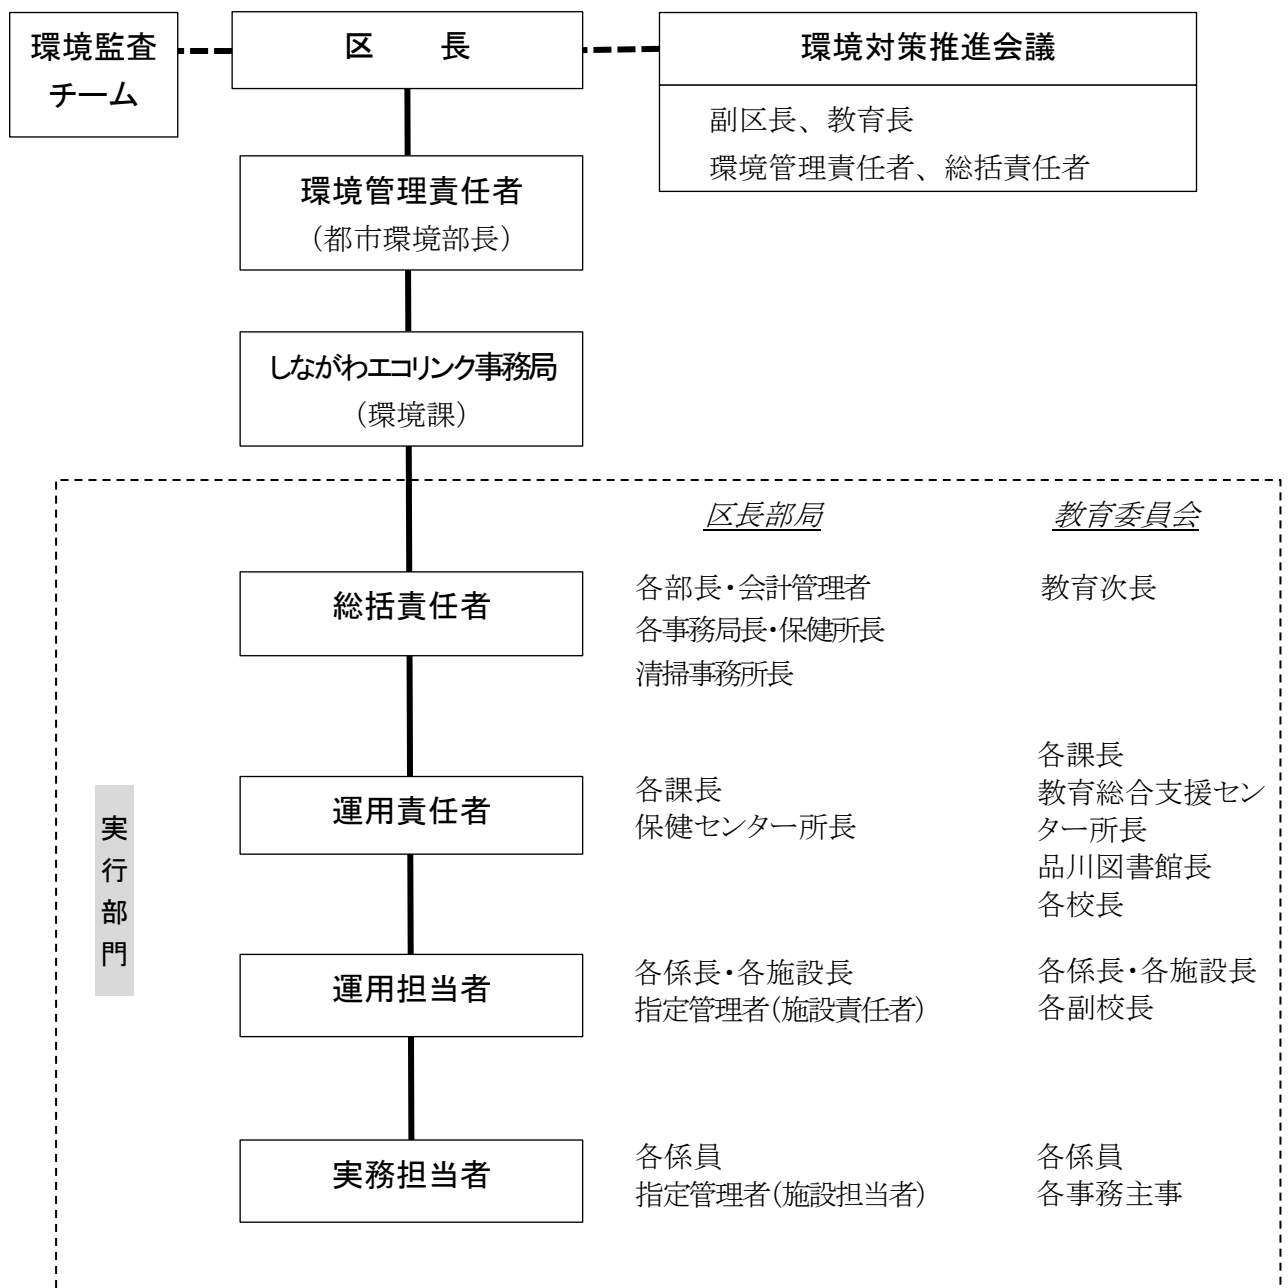 環境監査
チーム
区　　長
環境対策推進会議
副区長、教育長
環境管理責任者、総括責任者
環境管理責任者
（都市環境部長）
しながわエコリンク事務局
（環境課）
区長部局
教育委員会
総括責任者
各部長・会計管理者
各事務局長・保健所長
清掃事務所長
教育次長
実行部門
運用責任者
各課長
保健センター所長
各課長
教育総合支援セン
ター所長
品川図書館長
各校長
運用担当者
各係長・各施設長
指定管理者（施設責任者）
各係長・各施設長
各副校長
実務担当者
各係員
指定管理者（施設担当者）
各係員
各事務主事